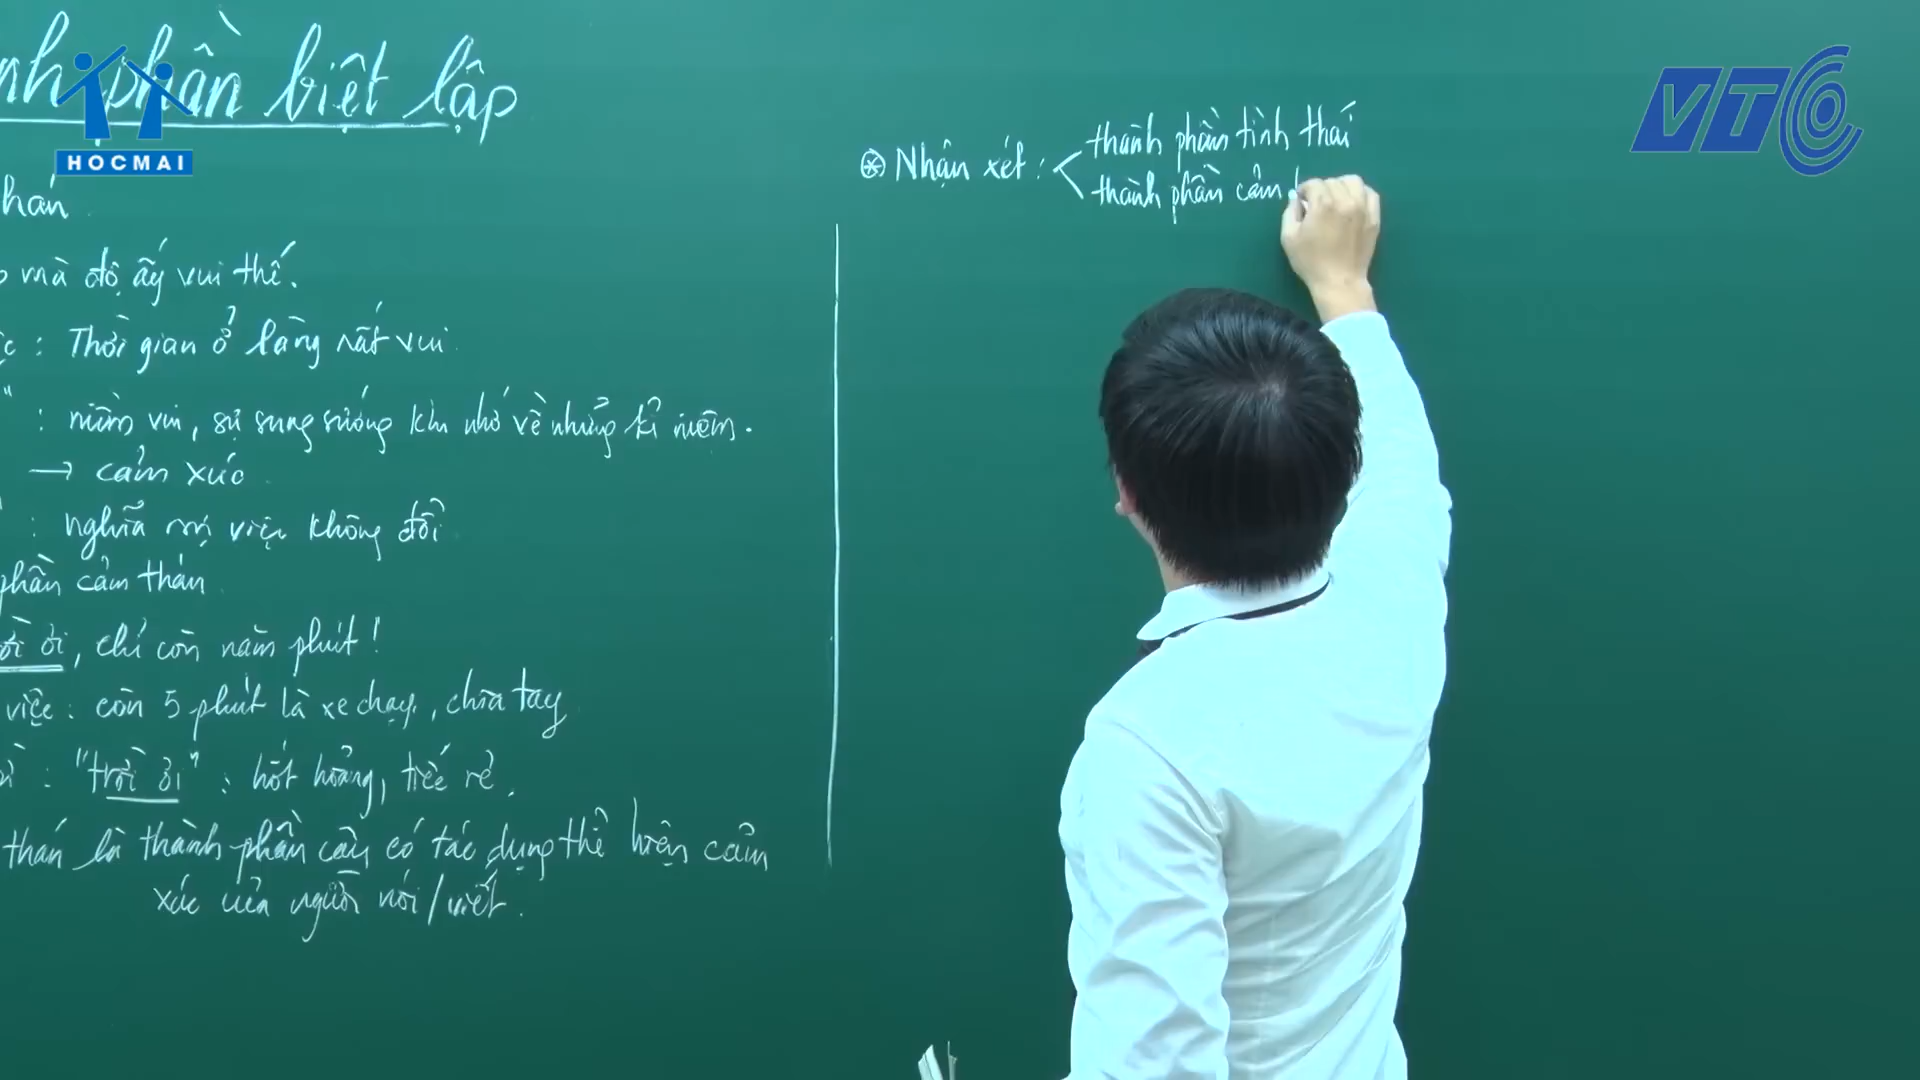 nh phần biệt lập
HOCMAI
VTC
hán
mà độ ấy vui thế.
: Thời gian ở làng rất vui
: niềm vui, sự sung sướng khi nhớ về những kỉ niệm.
→ cảm xúc
: nghĩa sự việc không đổi
phần cảm thán
ơi, chỉ còn năm phút!
việc: còn 5 phút là xe chạy, chia tay
: "trời ơi": hốt hoảng, tiếc rẻ.
thán là thành phần câu có tác dụng thể hiện cảm
xúc của người nói/viết.
⊛ Nhận xét: < thành phần tình thái
thành phần cảm